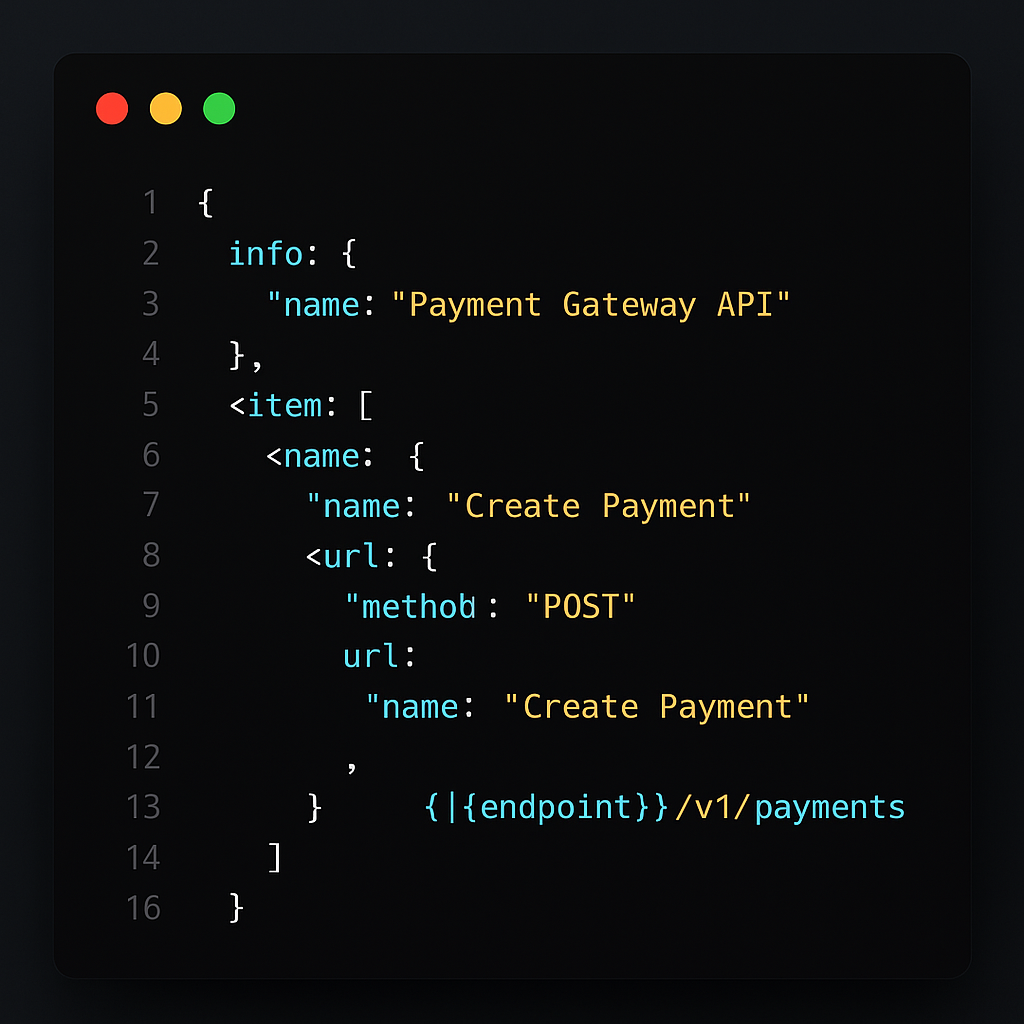 1 {
2 info: {
3 "name: "Payment Gateway API"
4 },
5 <item: [
6 <name: {
7 "name: "Create Payment"
8 <url: {
9 "method : "POST"
10 url:
11 "name: "Create Payment"
12 ,
13 } {|{endpoint}}/v1/payments
14 ]
16 }